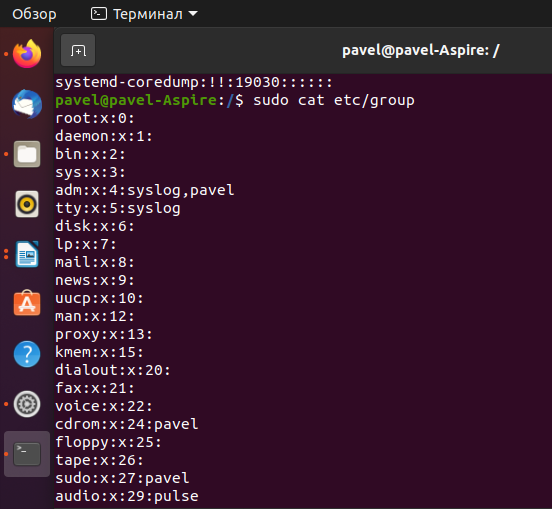 Обзор
Терминал
pavel@pavel-Aspire: /
systemd-coredump:!!:19030::::::
pavel@pavel-Aspire:/$ sudo cat etc/group
root:x:0:
daemon:x:1:
bin:x:2:
sys:x:3:
adm:x:4:syslog,pavel
tty:x:5:syslog
disk:x:6:
lp:x:7:
mail:x:8:
news:x:9:
uucp:x:10:
man:x:12:
proxy:x:13:
kmem:x:15:
dialout:x:20:
fax:x:21:
voice:x:22:
cdrom:x:24:pavel
floppy:x:25:
tape:x:26:
sudo:x:27:pavel
audio:x:29:pulse